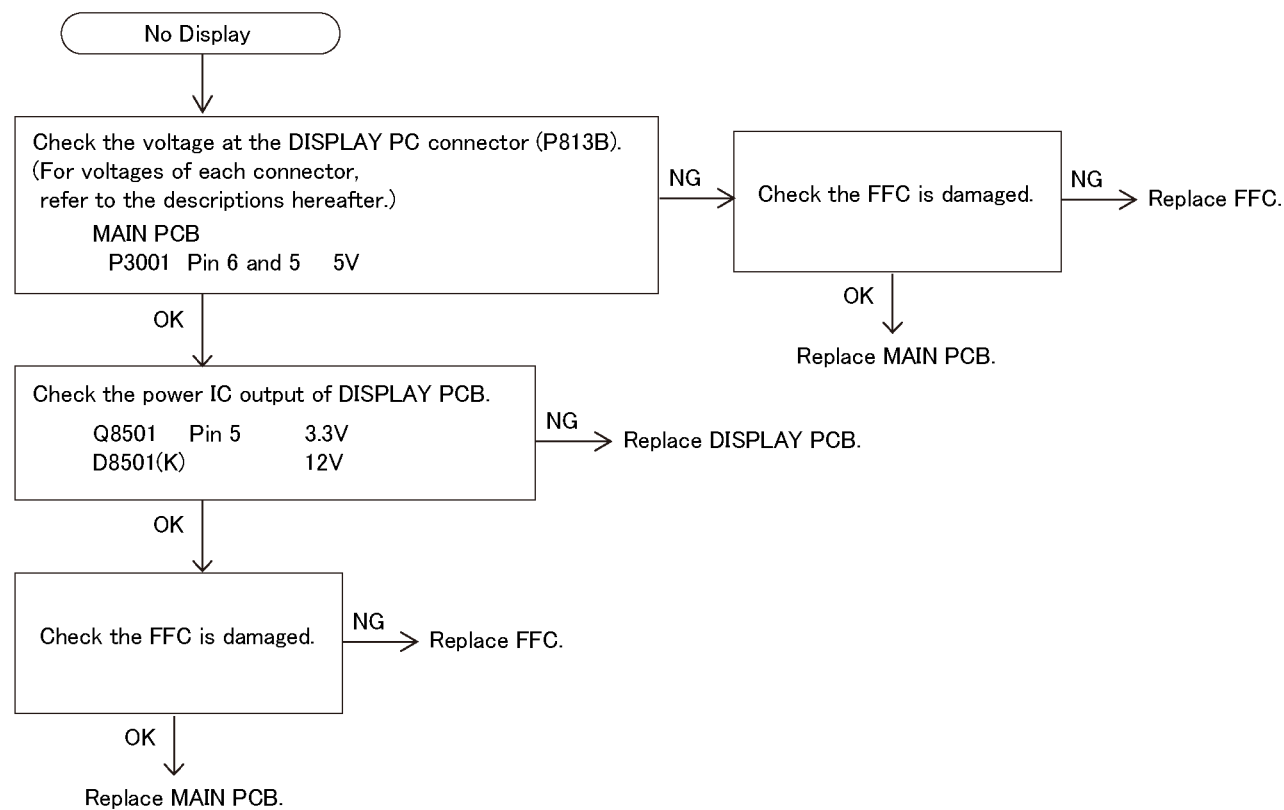 No Display
Check the voltage at the DISPLAY PC connector (P813B).
(For voltages of each connector,
refer to the descriptions hereafter.)
MAIN PCB
P3001 Pin 6 and 5 5V
NG
Check the FFC is damaged.
NG
Replace FFC.
OK
Replace MAIN PCB.
OK
Check the power IC output of DISPLAY PCB.
Q8501 Pin 5 3.3V
D8501(K) 12V
NG
Replace DISPLAY PCB.
OK
Check the FFC is damaged.
NG
Replace FFC.
OK
Replace MAIN PCB.